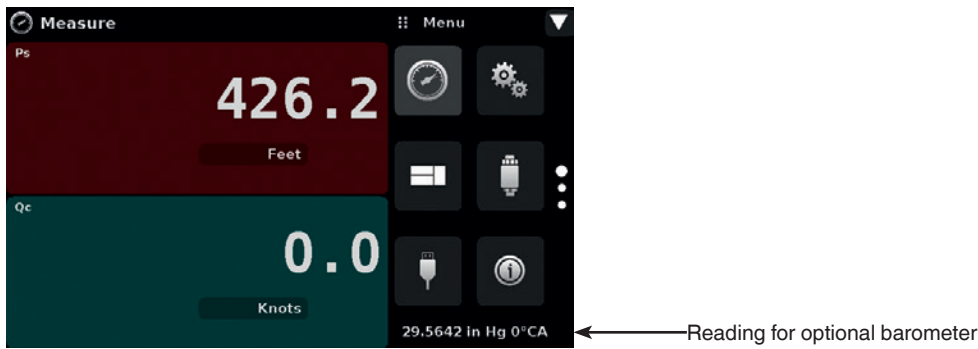 Measure
Menu
Ps
426.2
Feet
Qc
0.0
Knots
29.5642 in Hg 0°CA
Reading for optional barometer